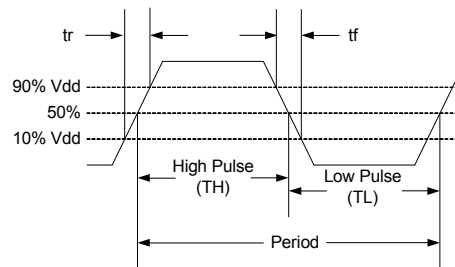 tr
tf
90% Vdd
50%
10% Vdd
High Pulse
(TH)
Low Pulse
(TL)
Period